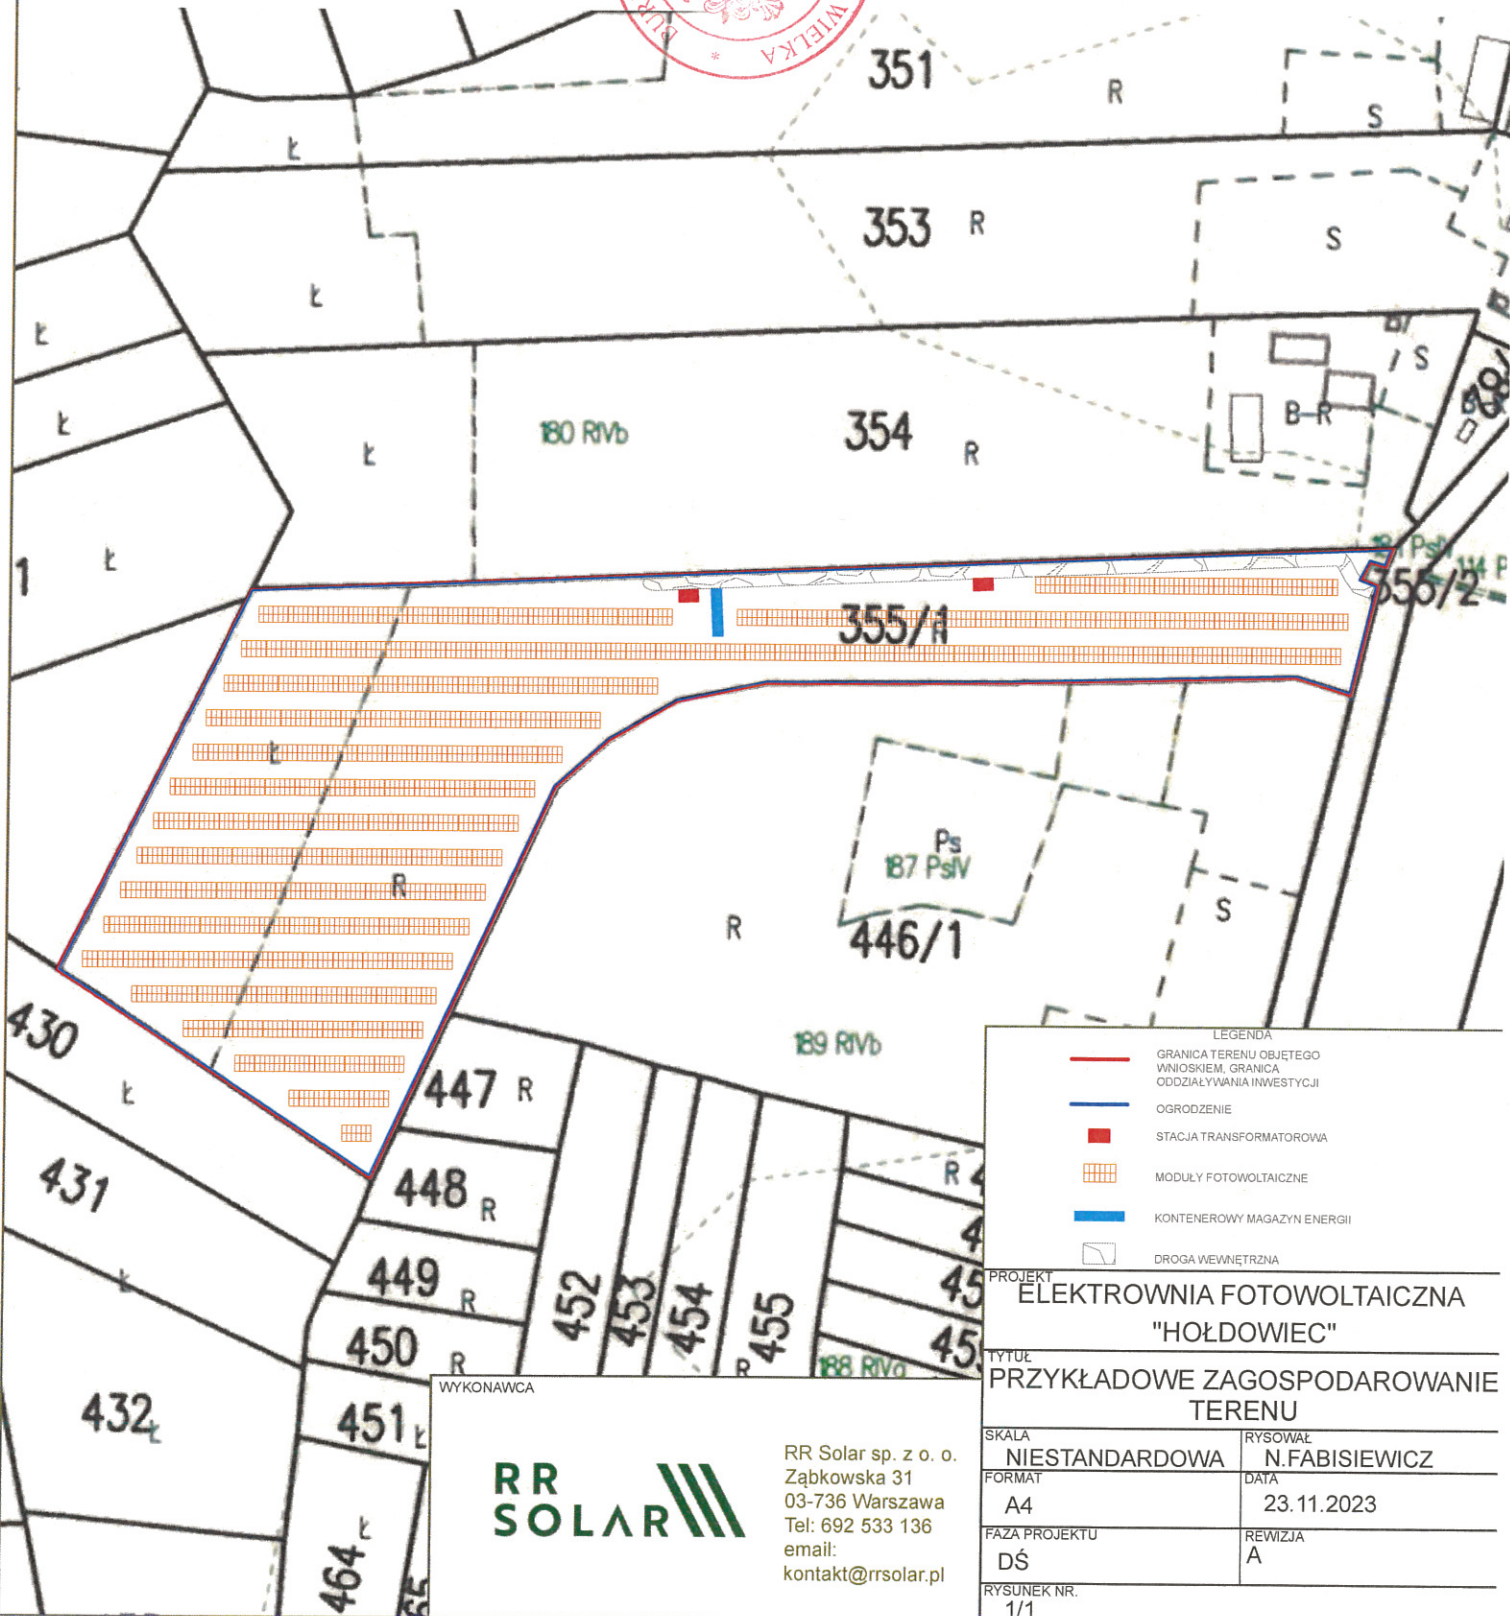 BUR
*
WIELKA
351
R
S
Ł
353
R
S
Ł
Ł
S
B-R
180 RIVb
354
R
Ł
Ł
1
Ł
355/2
355/1
Ł
R
Ps
187 PsIV
446/1
R
S
189 RIVb
430
Ł
447 R
431
448 R
Ł
449 R
450 R
452
453
454
455
R
R
188 RIVa
432 Ł
451 Ł
464 Ł
LEGENDA
GRANICA TERENU OBJĘTEGO
WNIOSKIEM, GRANICA
ODDZIAŁYWANIA INWESTYCJI
OGRODZENIE
STACJA TRANSFORMATOROWA
MODUŁY FOTOWOLTAICZNE
KONTENEROWY MAGAZYN ENERGII
DROGA WEWNĘTRZNA
PROJEKT
ELEKTROWNIA FOTOWOLTAICZNA
"HOŁDOWIEC"
TYTUŁ
PRZYKŁADOWE ZAGOSPODAROWANIE
TERENU
SKALA
NIESTANDARDOWA
RYSOWAŁ
N.FABISIEWICZ
FORMAT
A4
DATA
23.11.2023
FAZA PROJEKTU
DŚ
REWIZJA
A
RYSUNEK NR.
1/1
WYKONAWCA
RR
SOLAR
RR Solar sp. z o. o.
Ząbkowska 31
03-736 Warszawa
Tel: 692 533 136
email:
kontakt@rrsolar.pl